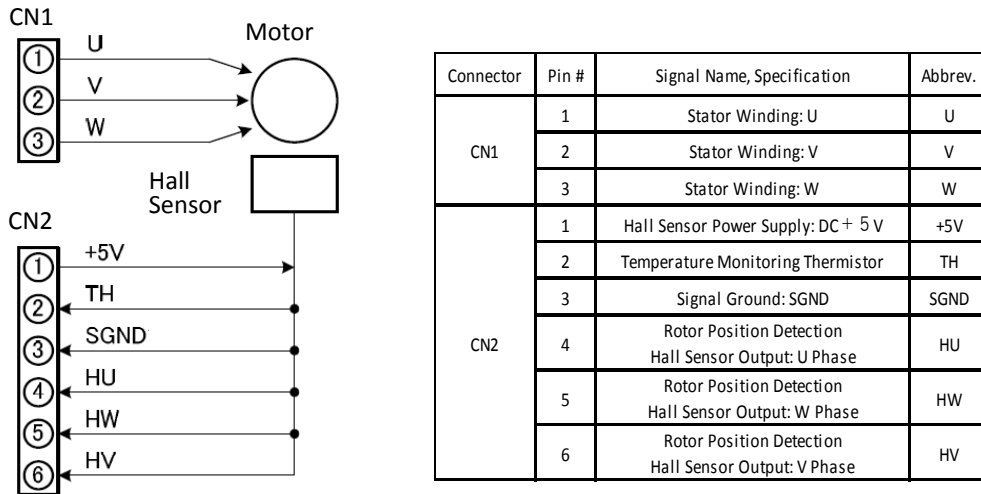 CN1
① U
② V
③ W
Motor
Hall
Sensor
CN2
① +5V
② TH
③ SGND
④ HU
⑤ HW
⑥ HV
Connector Pin # Signal Name, Specification Abbrev.
CN1
1 Stator Winding: U U
2 Stator Winding: V V
3 Stator Winding: W W
CN2
1 Hall Sensor Power Supply: DC＋５V +5V
2 Temperature Monitoring Thermistor TH
3 Signal Ground: SGND SGND
4 Rotor Position Detection
Hall Sensor Output: U Phase HU
5 Rotor Position Detection
Hall Sensor Output: W Phase HW
6 Rotor Position Detection
Hall Sensor Output: V Phase HV